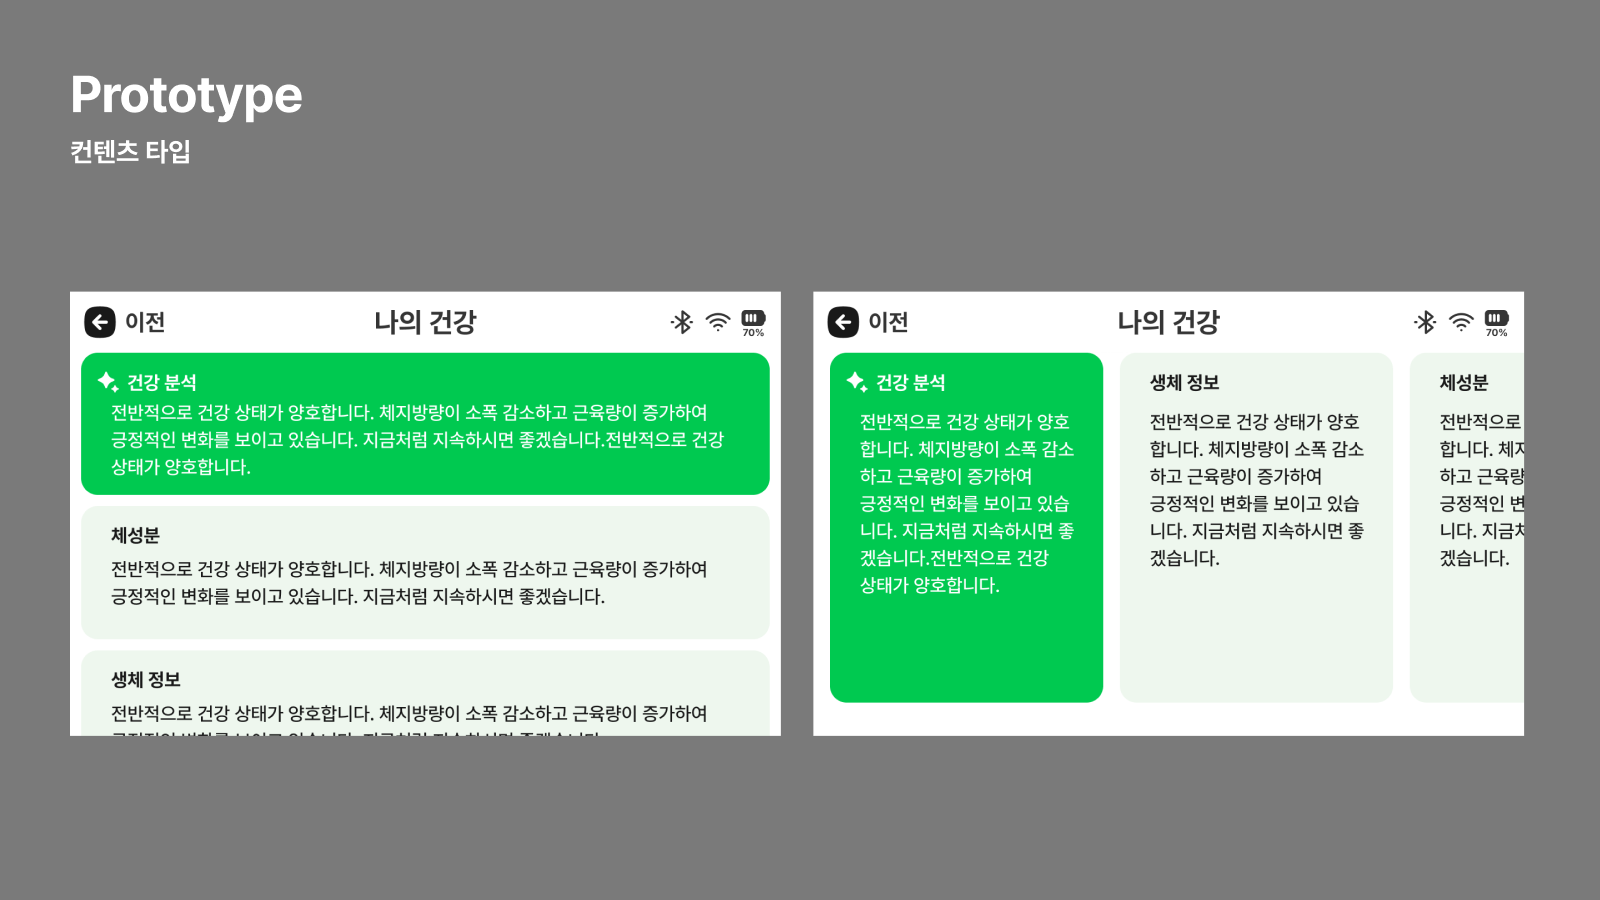 Prototype
컨텐츠 타입
이전
나의 건강
70%
건강 분석
전반적으로 건강 상태가 양호합니다. 체지방량이 소폭 감소하고 근육량이 증가하여
긍정적인 변화를 보이고 있습니다. 지금처럼 지속하시면 좋겠습니다.전반적으로 건강
상태가 양호합니다.
체성분
전반적으로 건강 상태가 양호합니다. 체지방량이 소폭 감소하고 근육량이 증가하여
긍정적인 변화를 보이고 있습니다. 지금처럼 지속하시면 좋겠습니다.
생체 정보
전반적으로 건강 상태가 양호합니다. 체지방량이 소폭 감소하고 근육량이 증가하여
이전
나의 건강
70%
건강 분석
전반적으로 건강 상태가 양호
합니다. 체지방량이 소폭 감소
하고 근육량이 증가하여
긍정적인 변화를 보이고 있습
니다. 지금처럼 지속하시면 좋
겠습니다.전반적으로 건강
상태가 양호합니다.
생체 정보
전반적으로 건강 상태가 양호
합니다. 체지방량이 소폭 감소
하고 근육량이 증가하여
긍정적인 변화를 보이고 있습
니다. 지금처럼 지속하시면 좋
겠습니다.
체성분
전반적으로
합니다.
하고
긍정적인
니다.
겠습니다.